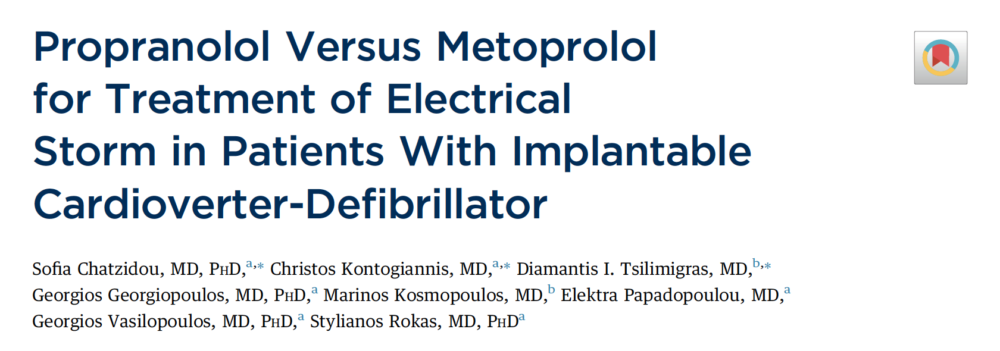 Propranolol Versus Metoprolol
for Treatment of Electrical
Storm in Patients With Implantable
Cardioverter-Defibrillator
Sofia Chatzidou, MD, PHD,a,* Christos Kontogiannis, MD,a,* Diamantis I. Tsilimigras, MD,b,*
Georgios Georgiopoulos, MD, PHD,a Marinos Kosmopoulos, MD,b Elektra Papadopoulou, MD,a
Georgios Vasilopoulos, MD, PHD,a Stylianos Rokas, MD, PHDa